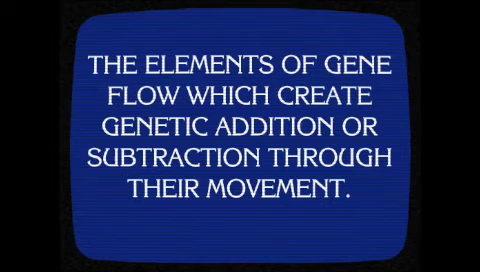 THE ELEMENTS OF GENE
FLOW WHICH CREATE
GENETIC ADDITION OR
SUBTRACTION THROUGH
THEIR MOVEMENT.